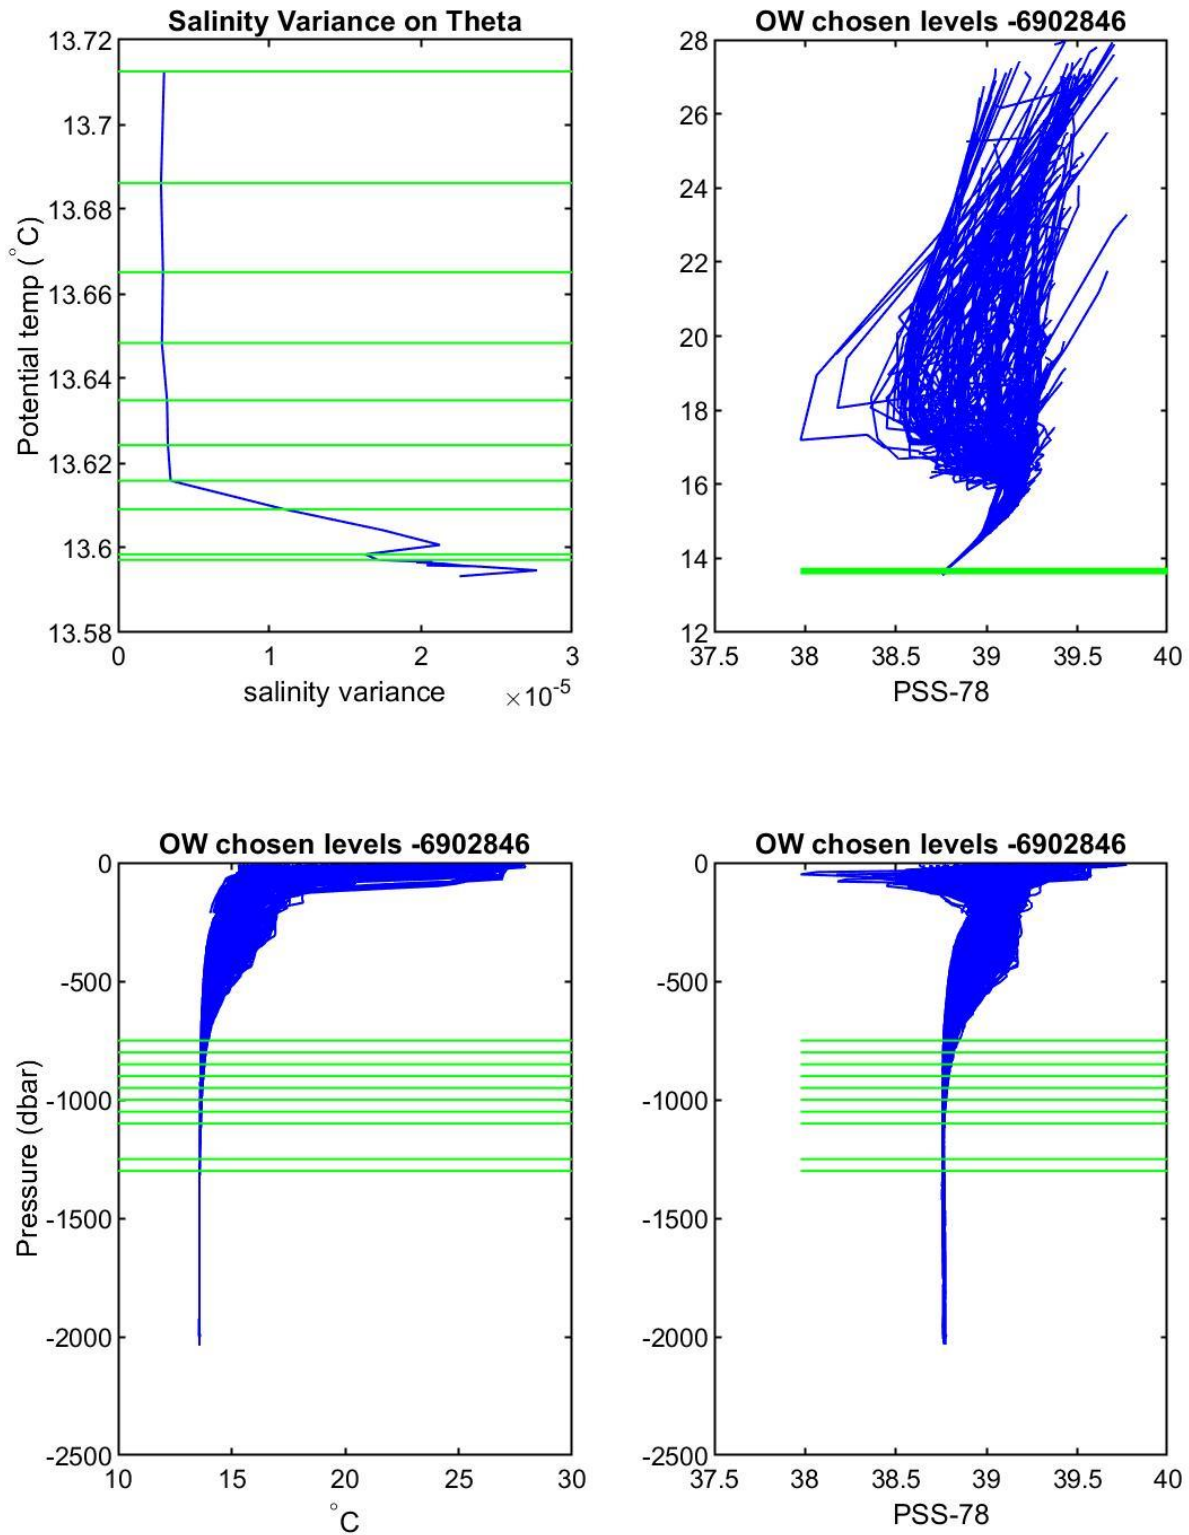 Salinity Variance on Theta
13.72
13.7
13.68
13.66
13.64
13.62
13.6
13.58
Potential temp (°C)
0 1 2 3
salinity variance ×10-5
OW chosen levels -6902846
28
26
24
22
20
18
16
14
12
37.5 38 38.5 39 39.5 40
PSS-78
OW chosen levels -6902846
0
-500
-1000
-1500
-2000
-2500
Pressure (dbar)
10 15 20 25 30
°C
OW chosen levels -6902846
0
-500
-1000
-1500
-2000
-2500
37.5 38 38.5 39 39.5 40
PSS-78